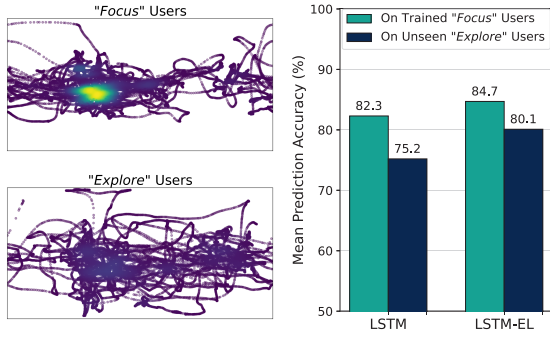 "Focus" Users
"Explore" Users
Mean Prediction Accuracy (%)
100
90
80
70
60
50
On Trained "Focus" Users
On Unseen "Explore" Users
82.3
75.2
84.7
80.1
LSTM
LSTM-EL